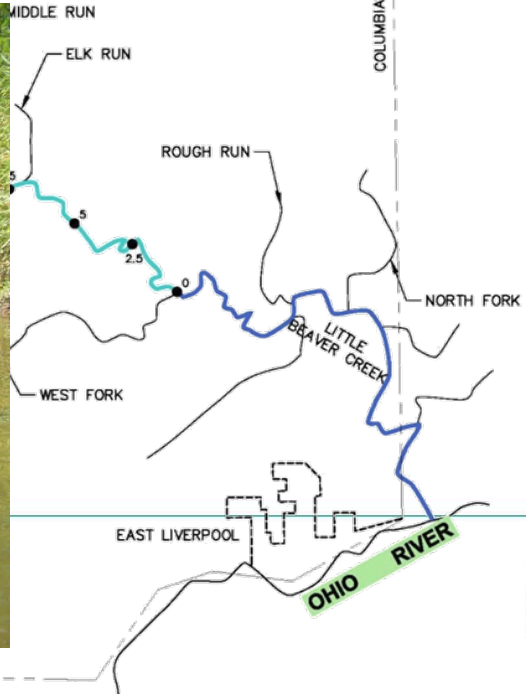 MIDDLE RUN
ELK RUN
COLUMBIA
ROUGH RUN
5
5
2.5
0
NORTH FORK
LITTLE
BEAVER CREEK
WEST FORK
EAST LIVERPOOL
OHIO RIVER